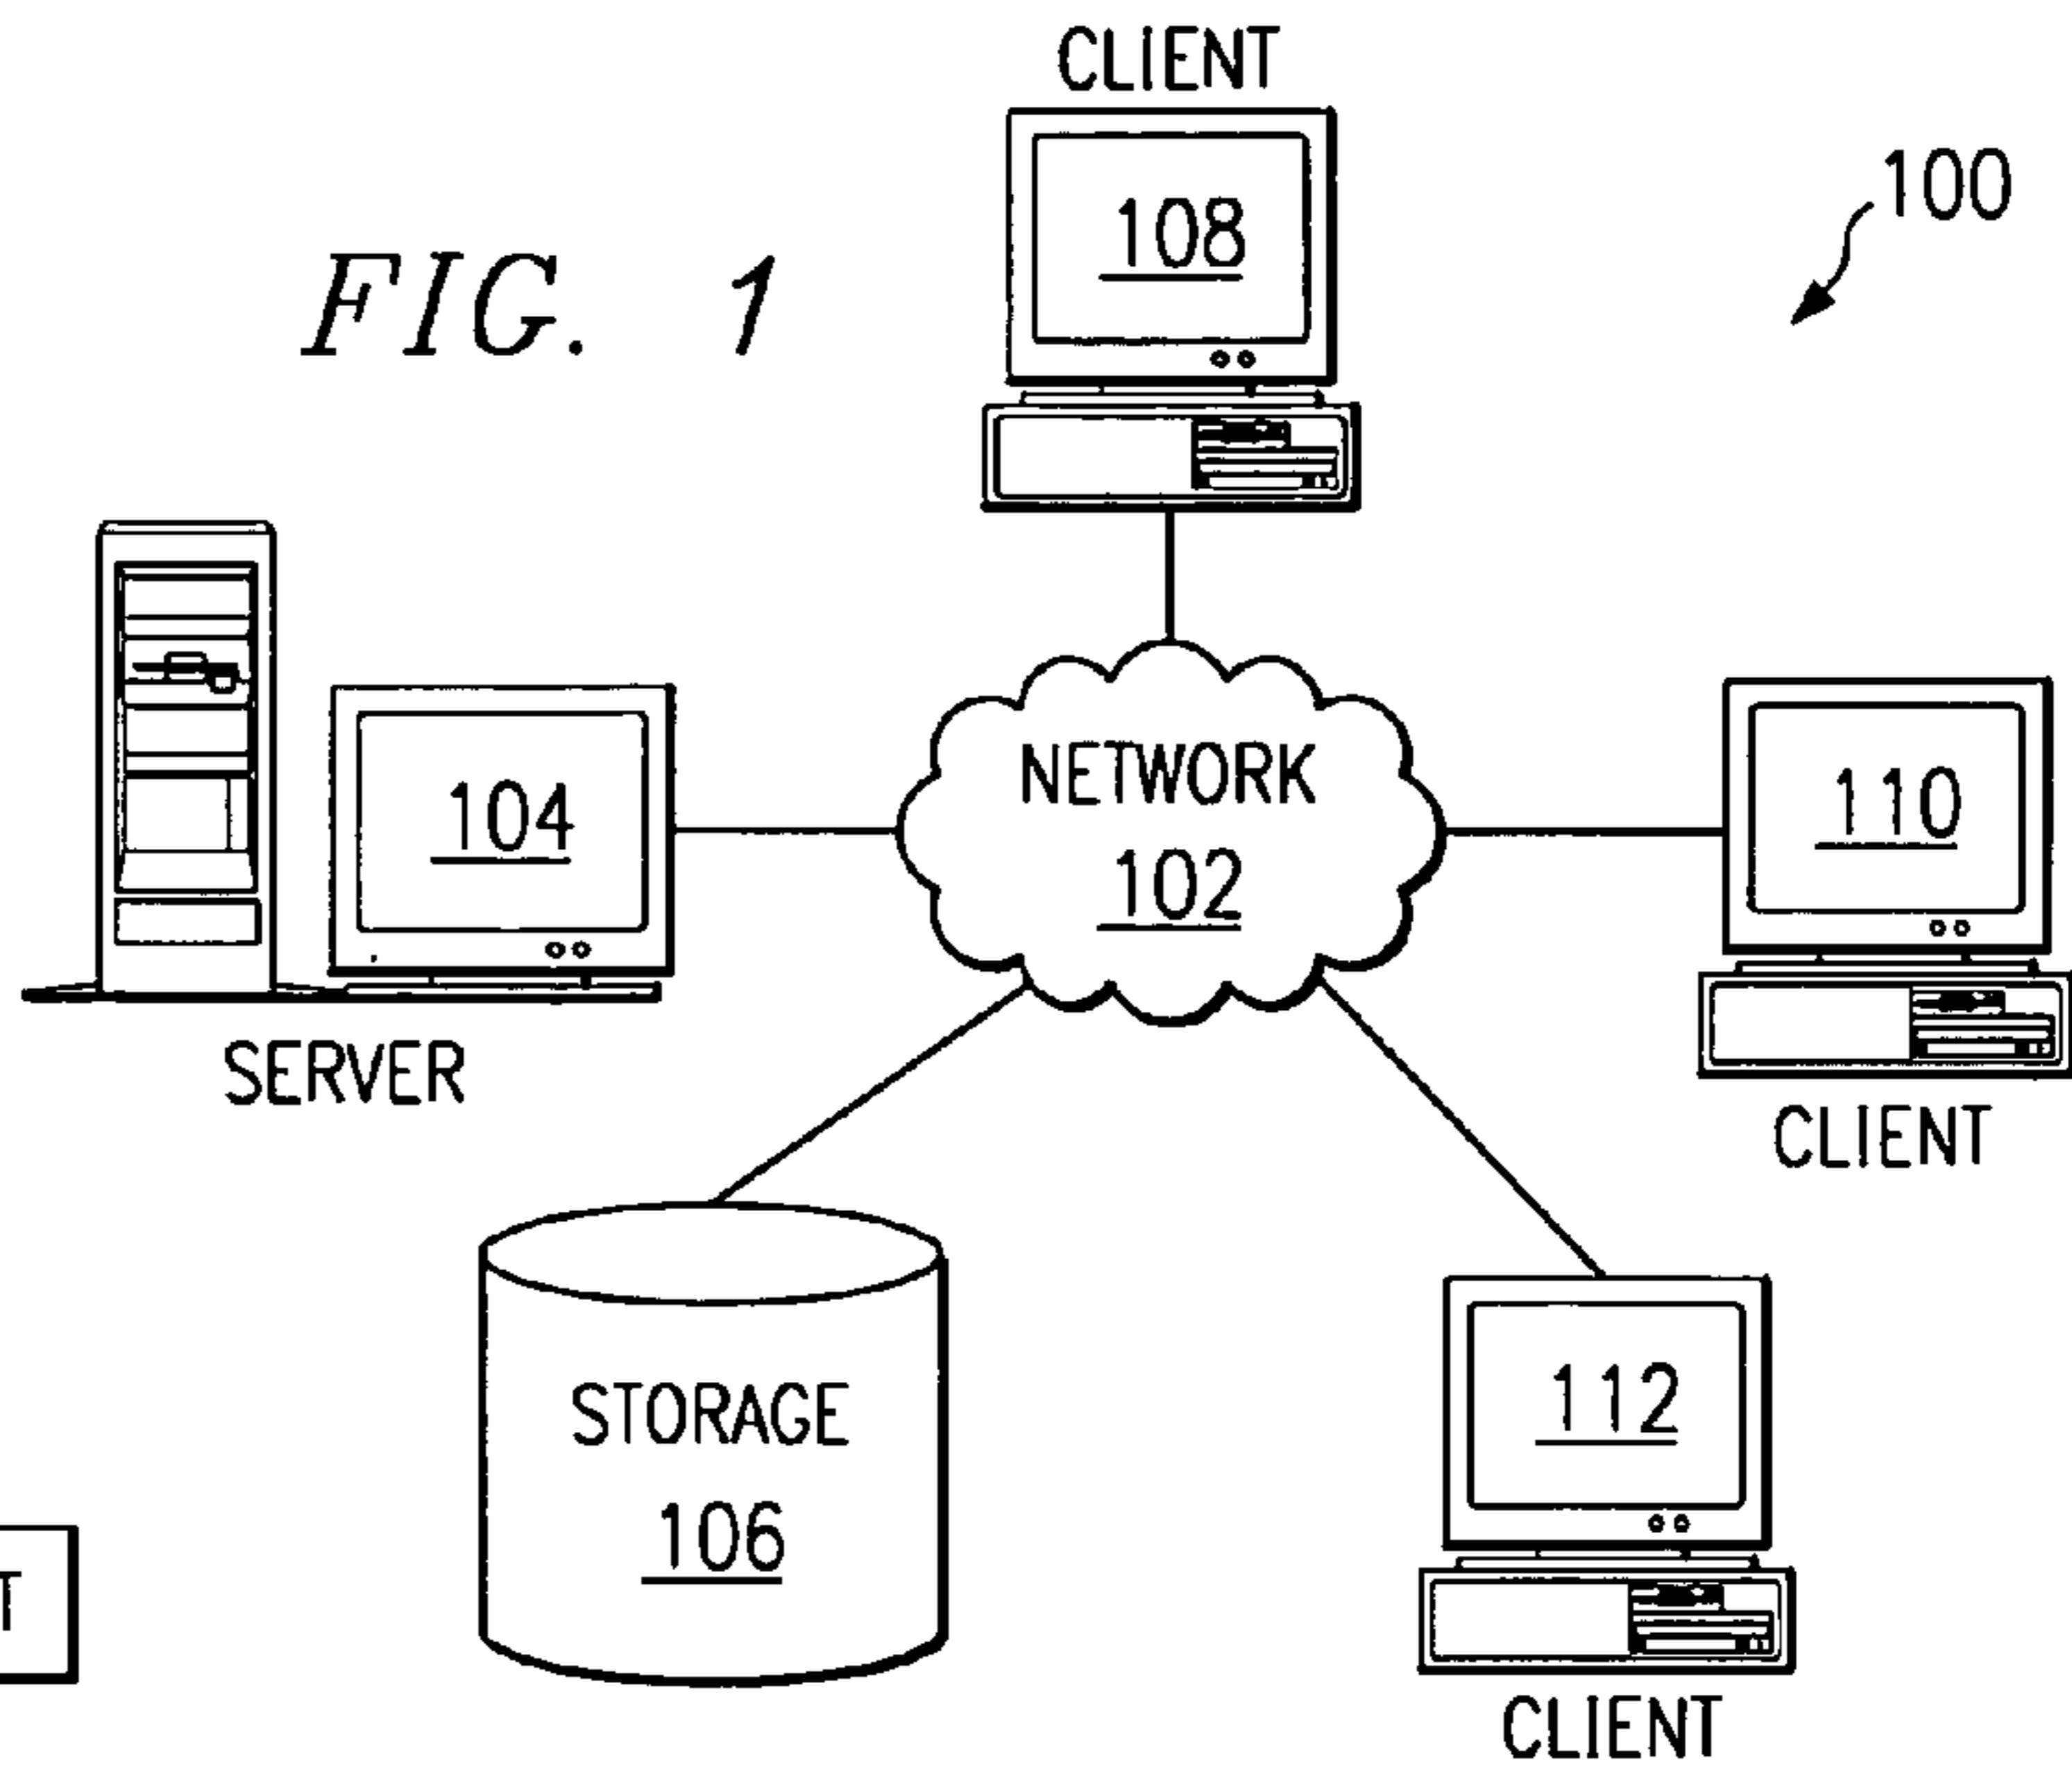 CLIENT
108
100
FIG. 1
NETWORK
102
104
SERVER
110
CLIENT
STORAGE
106
112
CLIENT
T